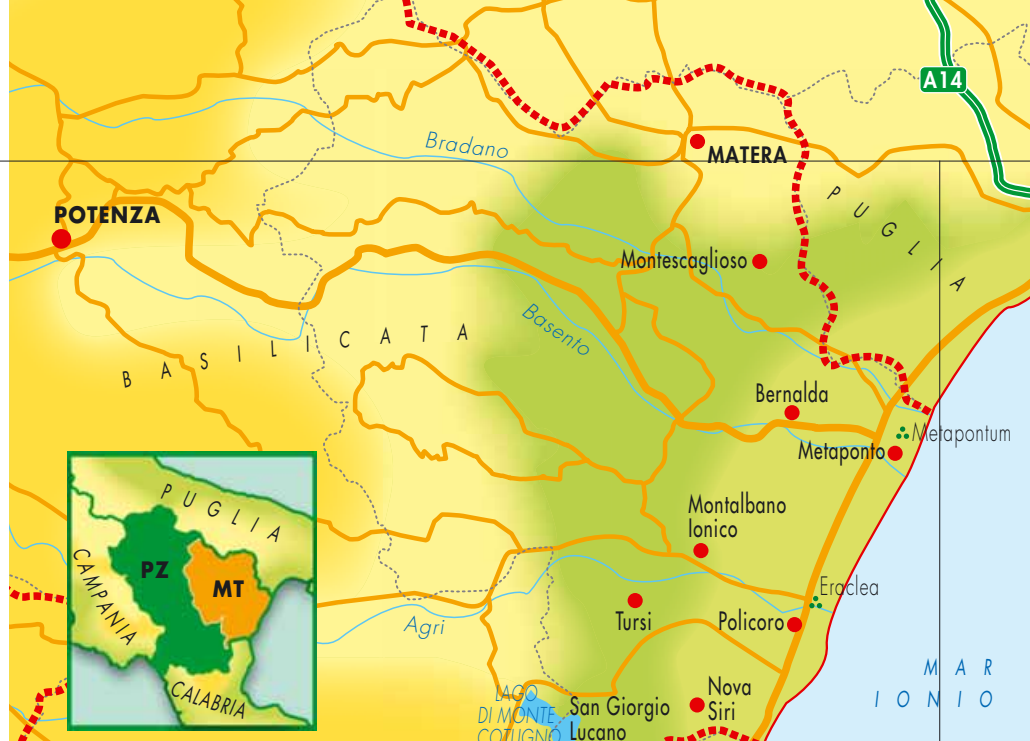 A14
Bradano
MATERA
PUGLIA
POTENZA
Montescaglioso
Basento
BASILICATA
Bernalda
Metapontum
Metaponto
PUGLIA
CAMPANIA
PZ
MT
CALABRIA
Montalbano
Ionico
Eraclea
Agri
Tursi
Policoro
MAR
IONIO
LAGO
DI MONTE
COTUGNO
San Giorgio
Lucano
Nova
Siri